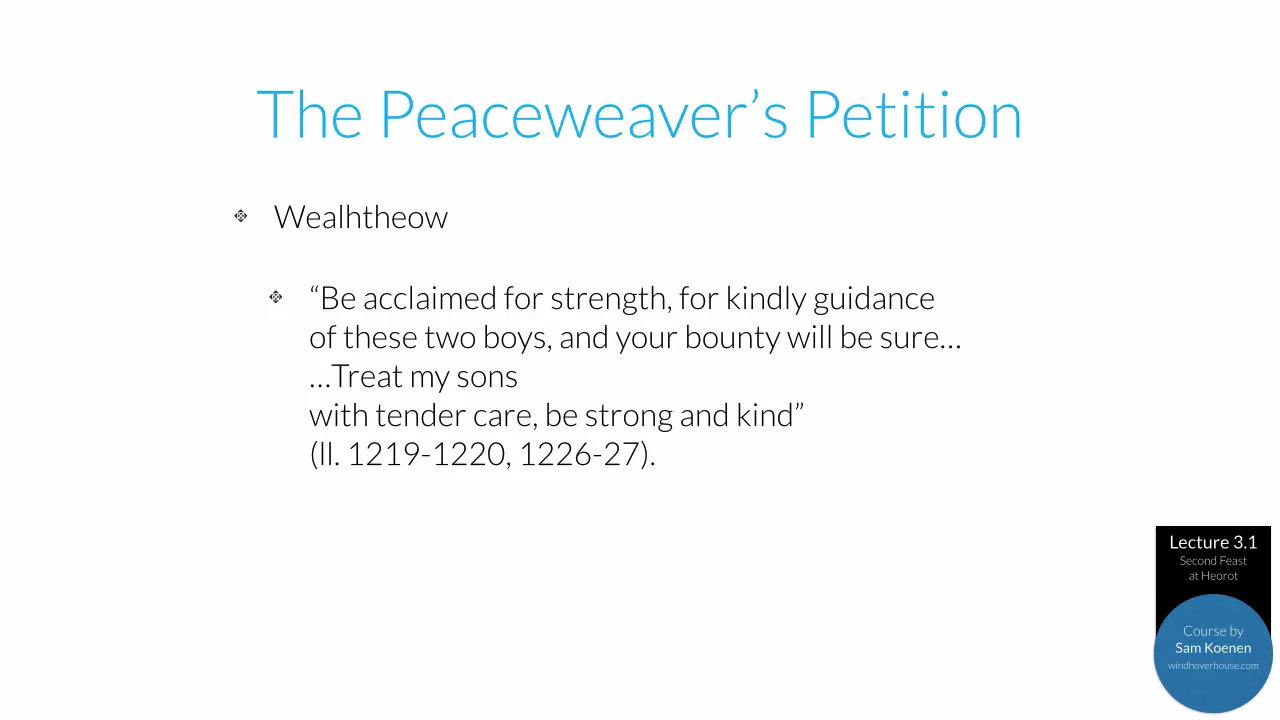 The Peaceweaver’s Petition
Wealhtheow
“Be acclaimed for strength, for kindly guidance
of these two boys, and your bounty will be sure…
…Treat my sons
with tender care, be strong and kind”
(ll. 1219-1220, 1226-27).
Lecture 3.1
Second Feast
at Heorot
Course by
Sam Koenen
windhoverhouse.com